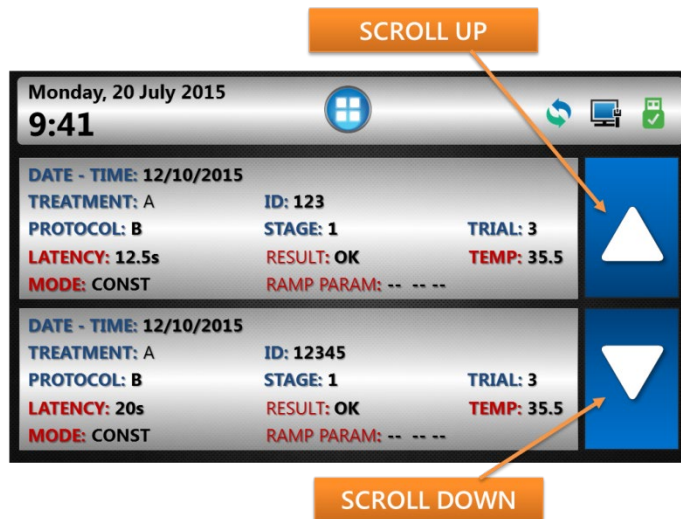 SCROLL UP
Monday, 20 July 2015
9:41
DATE - TIME: 12/10/2015
TREATMENT: A ID: 123
PROTOCOL: B STAGE: 1 TRIAL: 3
LATENCY: 12.5s RESULT: OK TEMP: 35.5
MODE: CONST RAMP PARAM: -- -- --
DATE - TIME: 12/10/2015
TREATMENT: A ID: 12345
PROTOCOL: B STAGE: 1 TRIAL: 3
LATENCY: 20s RESULT: OK TEMP: 35.5
MODE: CONST RAMP PARAM: -- -- --
SCROLL DOWN